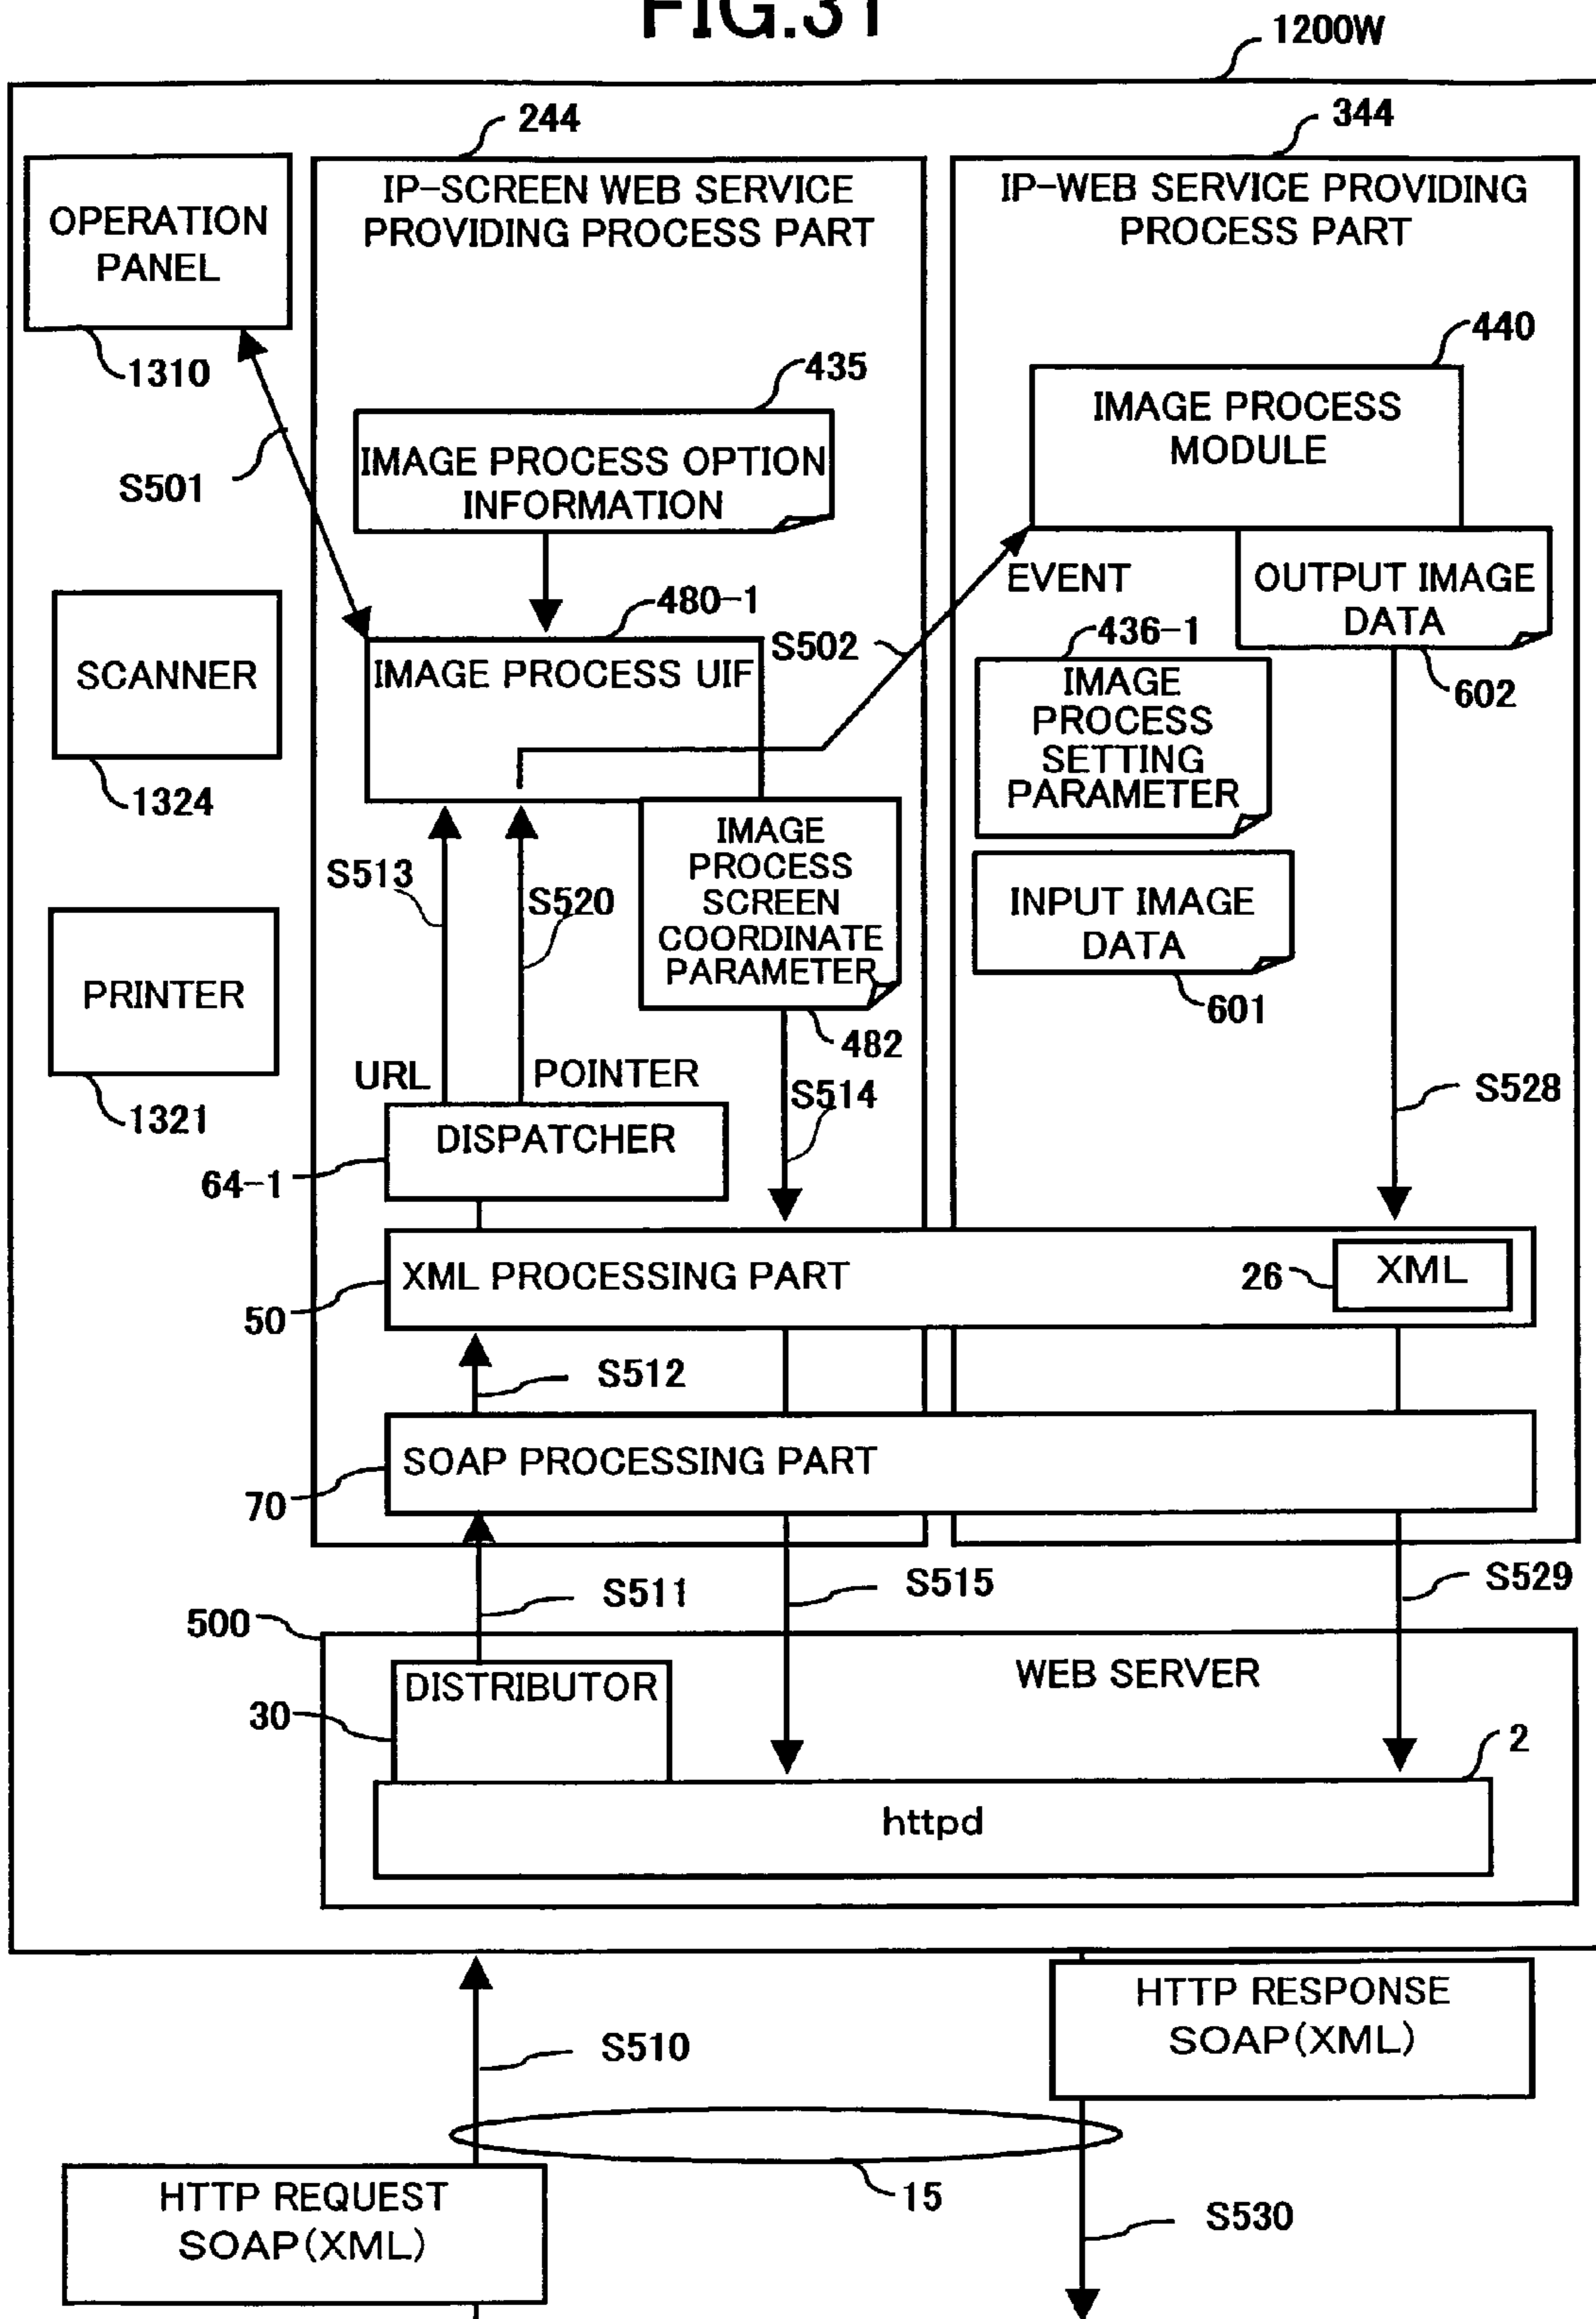 FIG.31
1200W
244
344
OPERATION
PANEL
1310
IP-SCREEN WEB SERVICE
PROVIDING PROCESS PART
IP-WEB SERVICE PROVIDING
PROCESS PART
440
IMAGE PROCESS
MODULE
435
IMAGE PROCESS OPTION
INFORMATION
S501
EVENT
OUTPUT IMAGE
DATA
602
480-1
IMAGE PROCESS UIF
S502
436-1
IMAGE
PROCESS
SETTING
PARAMETER
SCANNER
1324
IMAGE
PROCESS
SCREEN
COORDINATE
PARAMETER
482
S513
S520
INPUT IMAGE
DATA
601
PRINTER
1321
URL
POINTER
S514
S528
DISPATCHER
64-1
XML PROCESSING PART
26
XML
50
S512
SOAP PROCESSING PART
70
S511
S515
S529
500
DISTRIBUTOR
WEB SERVER
30
2
httpd
HTTP RESPONSE
SOAP(XML)
S510
15
HTTP REQUEST
SOAP(XML)
S530